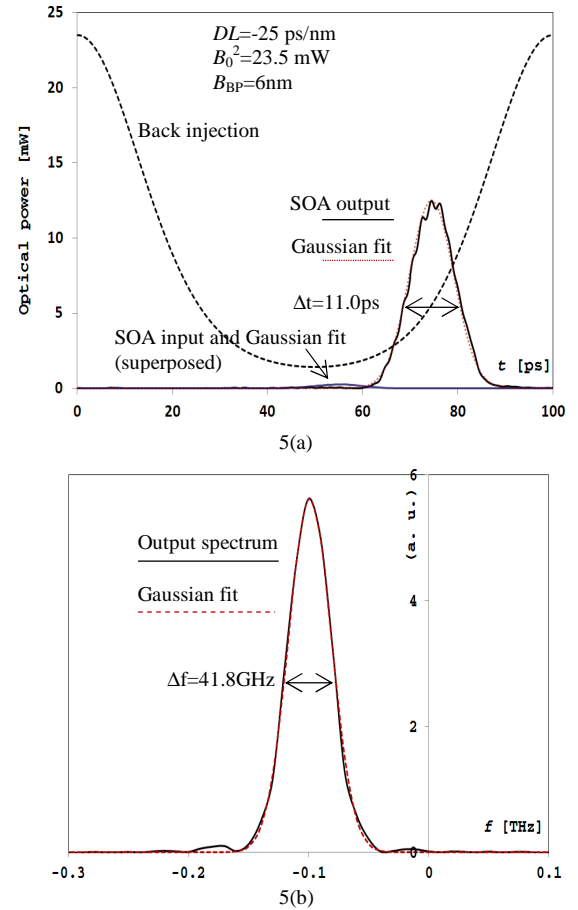 25
20
15
10
5
0
Optical power [mW]
DL=-25 ps/nm
B₀²=23.5 mW
B_BP=6nm
Back injection
SOA output
Gaussian fit
Δt=11.0ps
SOA input and Gaussian fit
(superposed)
t [ps]
0 20 40 60 80 100
5(a)
6
(a. u.)
Output spectrum
4
Gaussian fit
Δf=41.8GHz
2
f [THz]
0
-0.3 -0.2 -0.1 0 0.1
5(b)